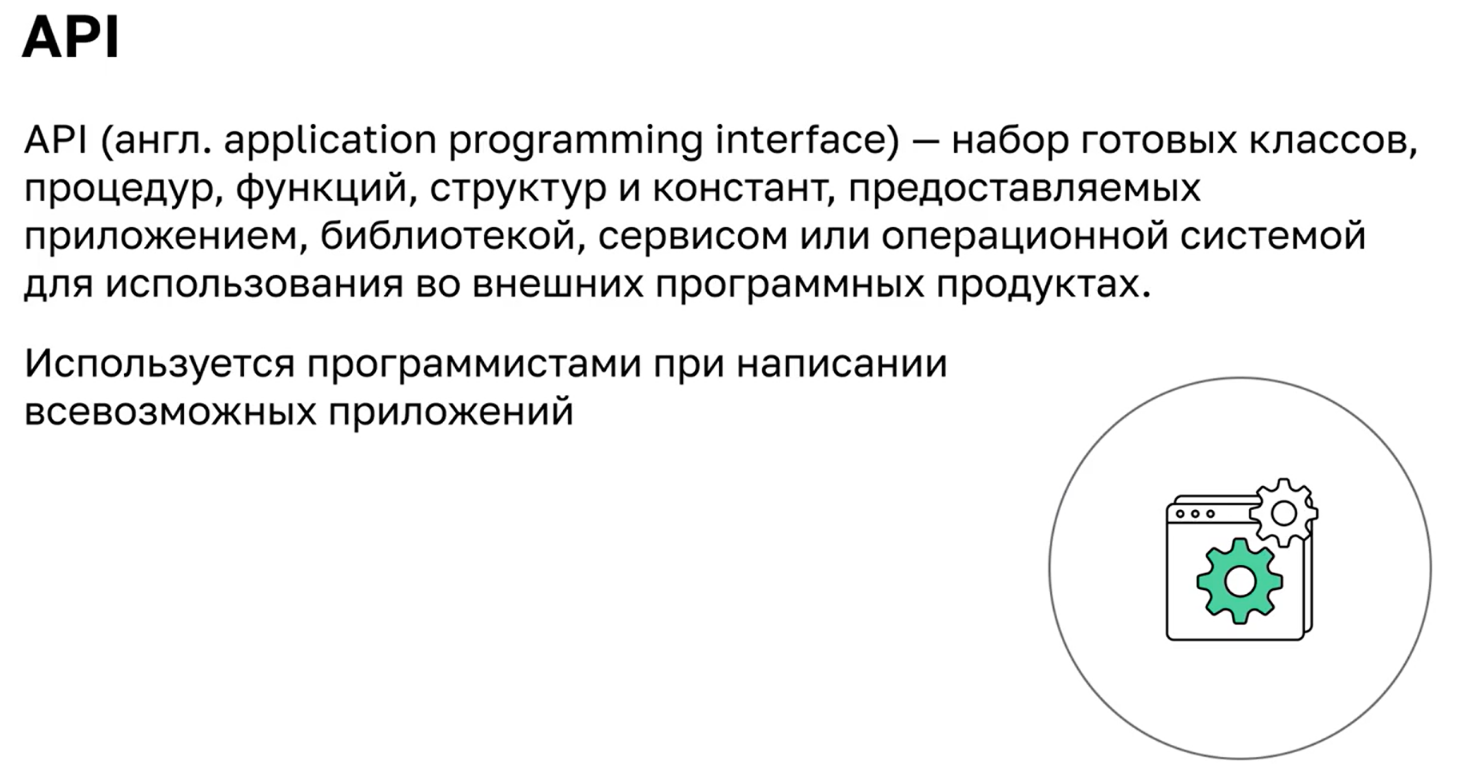 API
API (англ. application programming interface) — набор готовых классов,
процедур, функций, структур и констант, предоставляемых
приложением, библиотекой, сервисом или операционной системой
для использования во внешних программных продуктах.
Используется программистами при написании
всевозможных приложений